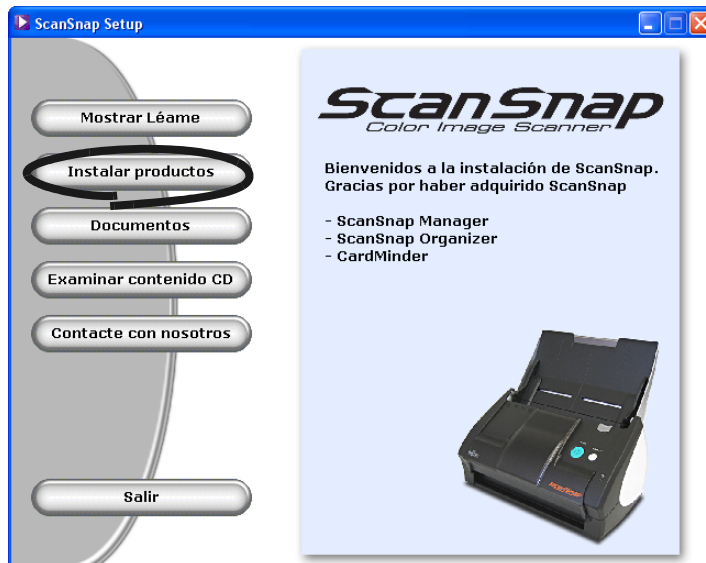 ScanSnap Setup
Mostrar Léame
Instalar productos
Documentos
Examinar contenido CD
Contacte con nosotros
Salir
ScanSnap
Color Image Scanner
Bienvenidos a la instalación de ScanSnap.
Gracias por haber adquirido ScanSnap
- ScanSnap Manager
- ScanSnap Organizer
- CardMinder
ScanSnap